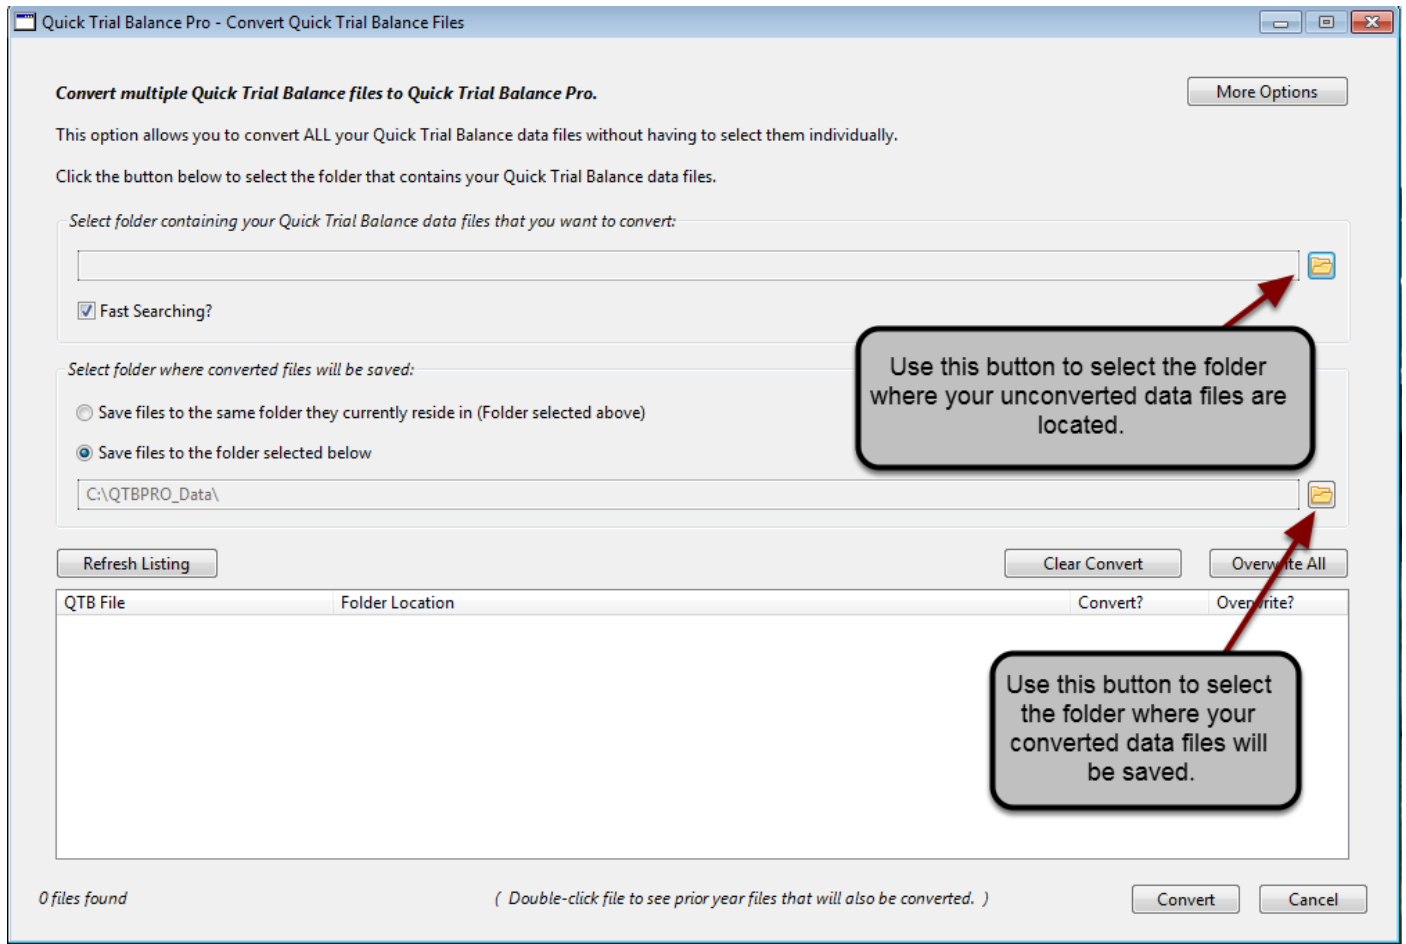 Quick Trial Balance Pro - Convert Quick Trial Balance Files
Convert multiple Quick Trial Balance files to Quick Trial Balance Pro.
More Options
This option allows you to convert ALL your Quick Trial Balance data files without having to select them individually.
Click the button below to select the folder that contains your Quick Trial Balance data files.
Select folder containing your Quick Trial Balance data files that you want to convert:
Fast Searching?
Use this button to select the folder
where your unconverted data files are
located.
Select folder where converted files will be saved:
Save files to the same folder they currently reside in (Folder selected above)
Save files to the folder selected below
C:\QTBPRO_Data\
Refresh Listing
Clear Convert
Overwrite All
QTB File
Folder Location
Convert?
Overwrite?
Use this button to select
the folder where your
converted data files will
be saved.
0 files found
( Double-click file to see prior year files that will also be converted. )
Convert
Cancel